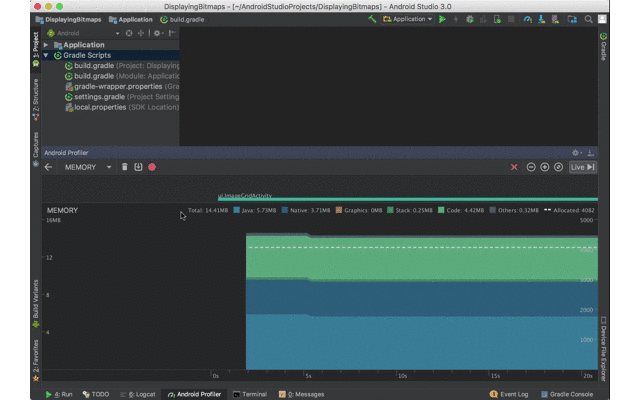 DisplayingBitmaps - [~/AndroidStudioProjects/DisplayingBitmaps] - Android Studio 3.0
DisplayingBitmaps Application build.gradle Application
Android
Application
Gradle Scripts
build.gradle (Project: Displaying
build.gradle (Module: Applicatio
gradle-wrapper.properties (Gra
settings.gradle (Project Setting
local.properties (SDK Location)
1: Project
7: Structure
Captures
Build Variants
2: Favorites
Gradle
Device File Explorer
Android Profiler
MEMORY Live
ui.ImageGridActivity
MEMORY Total: 14.41MB Java: 5.73MB Native: 3.71MB Graphics: 0MB Stack: 0.25MB Code: 4.42MB Others: 0.32MB Allocated: 4082
16MB 5000
12
3000
8
2000
4 1000
0s 5s 10s 15s 20s
4: Run TODO 6: Logcat Android Profiler Terminal 0: Messages Event Log Gradle Console